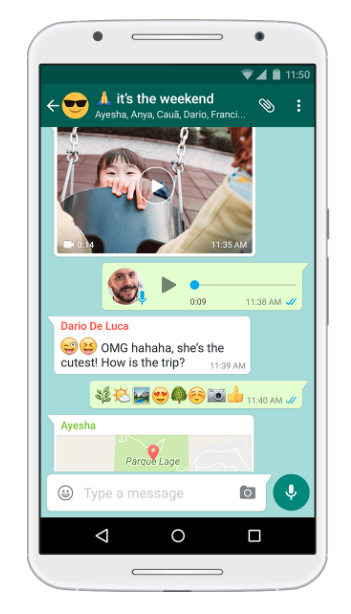 11:50
🙏 it's the weekend
Ayesha, Anya, Cauã, Dario, Franci...
0:14
11:35 AM
0:09
11:38 AM
Dario De Luca
😜😝 OMG hahaha, she's the
cutest! How is the trip?
11:39 AM
🌿🌤🏞😍🌳☺📷👍 11:40 AM
Ayesha
Parque Lage
Type a message